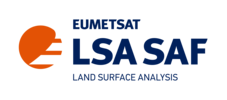 EUMETSAT
LSA SAF
LAND SURFACE ANALYSIS